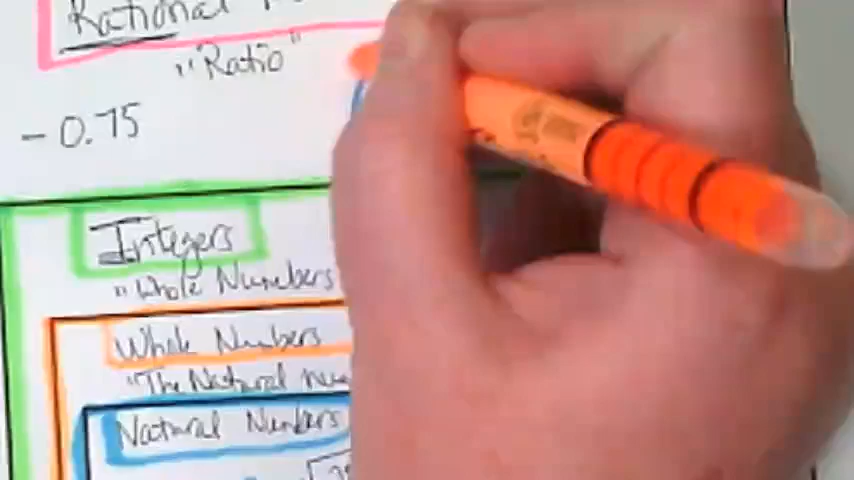 Rational
"Ratio"
- 0.75
Integers
"Whole Numbers
Whole Numbers
"The Natural
Natural Numbers